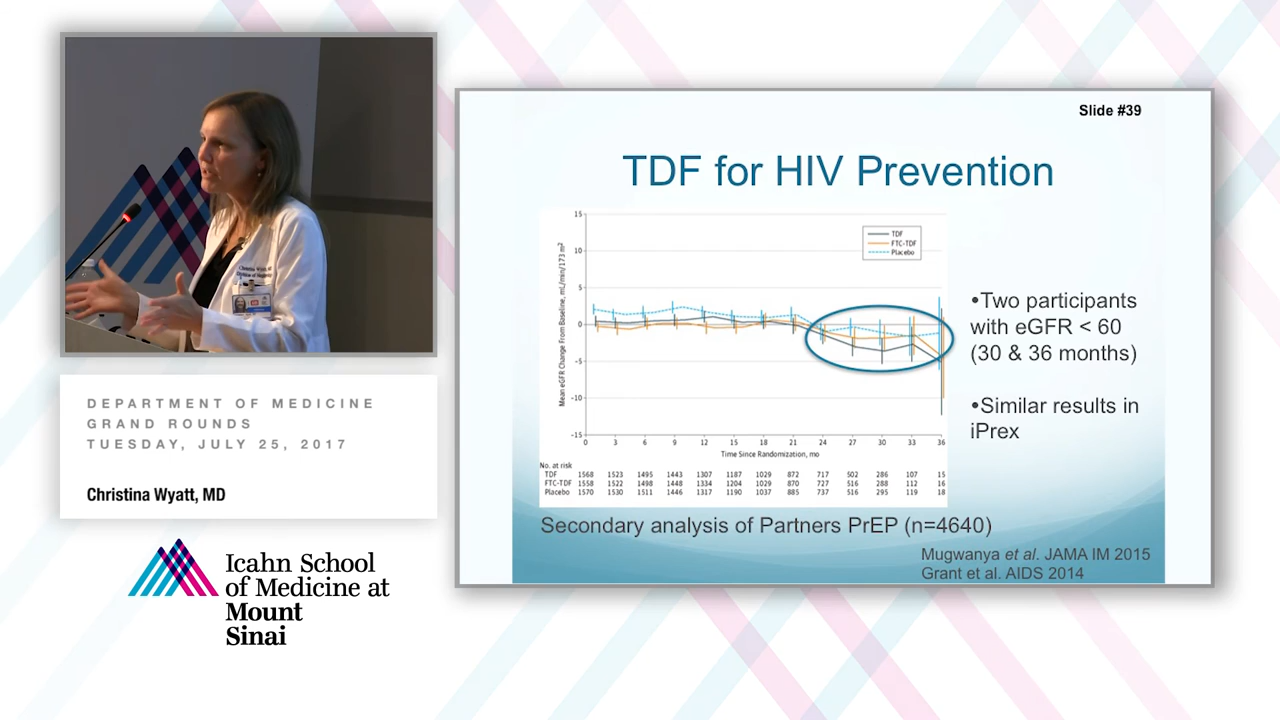 Slide #39
TDF for HIV Prevention
Mean eGFR Change From Baseline, mL/min/173 m²
15
10
5
0
−5
−10
−15
TDF
FTC-TDF
Placebo
0 3 6 9 12 15 18 21 24 27 30 33 36
Time Since Randomization, mo
No. at risk
TDF 1568 1523 1495 1443 1307 1187 1029 872 717 502 286 107 15
FTC-TDF 1558 1522 1498 1448 1334 1204 1029 870 727 516 288 112 16
Placebo 1570 1530 1511 1446 1317 1190 1037 885 737 516 295 119 18
•Two participants
with eGFR < 60
(30 & 36 months)
•Similar results in
iPrex
Secondary analysis of Partners PrEP (n=4640)
Mugwanya et al. JAMA IM 2015
Grant et al. AIDS 2014
Christina Wyatt, MD
DEPARTMENT OF MEDICINE
GRAND ROUNDS
TUESDAY, JULY 25, 2017
Christina Wyatt, MD
Icahn School
of Medicine at
Mount
Sinai